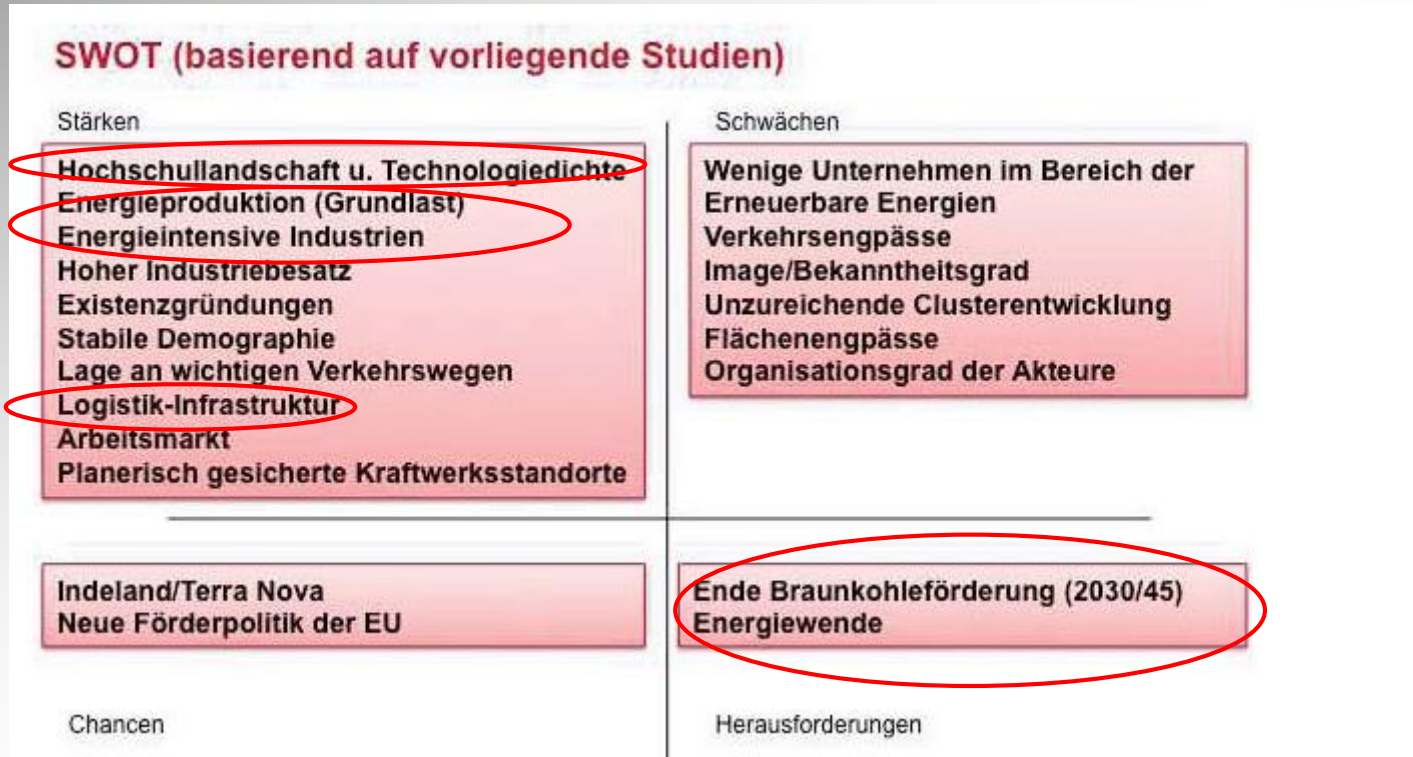 SWOT (basierend auf vorliegende Studien)
Stärken
Hochschullandschaft u. Technologiedichte
Energieproduktion (Grundlast)
Energieintensive Industrien
Hoher Industriebesatz
Existenzgründungen
Stabile Demographie
Lage an wichtigen Verkehrswegen
Logistik-Infrastruktur
Arbeitsmarkt
Planerisch gesicherte Kraftwerksstandorte
Schwächen
Wenige Unternehmen im Bereich der
Erneuerbare Energien
Verkehrsengpässe
Image/Bekanntheitsgrad
Unzureichende Clusterentwicklung
Flächenengpässe
Organisationsgrad der Akteure
Indeland/Terra Nova
Neue Förderpolitik der EU
Chancen
Ende Braunkohleförderung (2030/45)
Energiewende
Herausforderungen